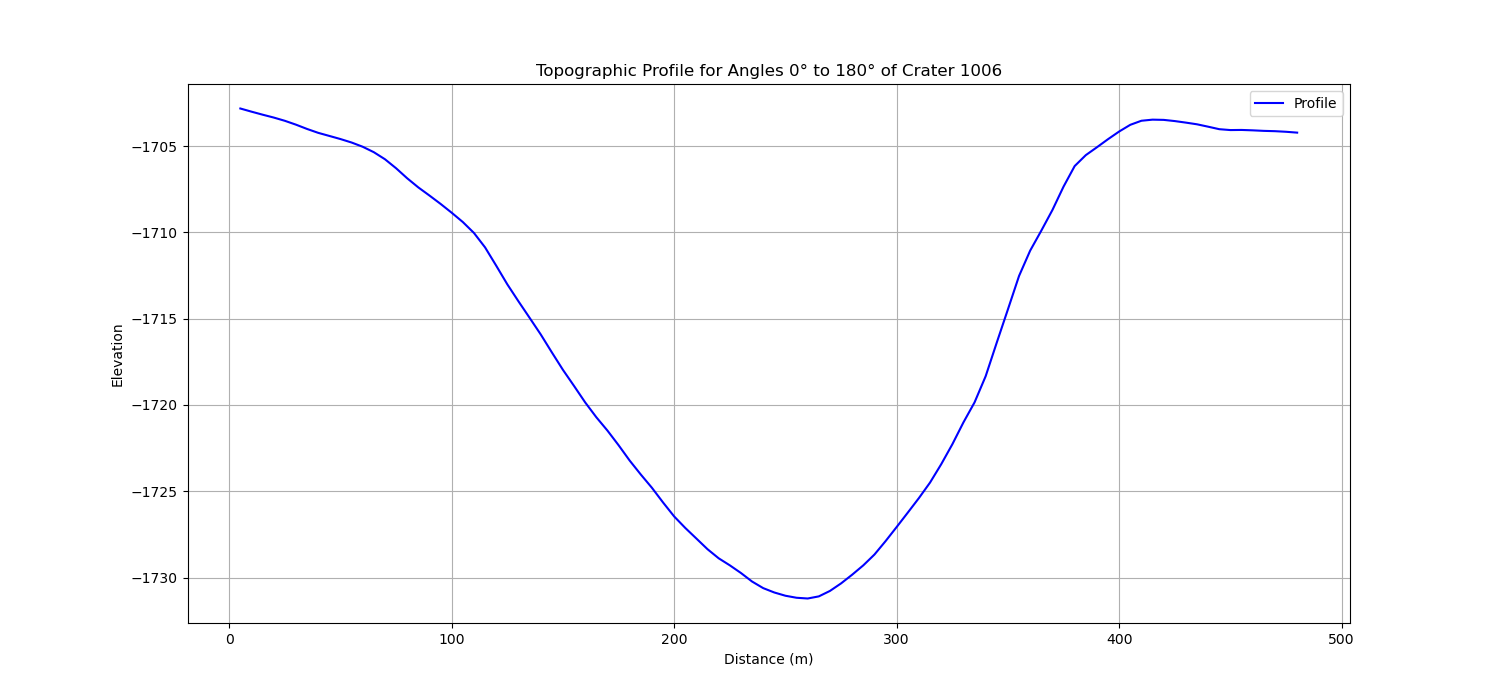 Topographic Profile for Angles 0° to 180° of Crater 1006
Profile
−1705
−1710
−1715
−1720
−1725
−1730
Elevation
0 100 200 300 400 500
Distance (m)